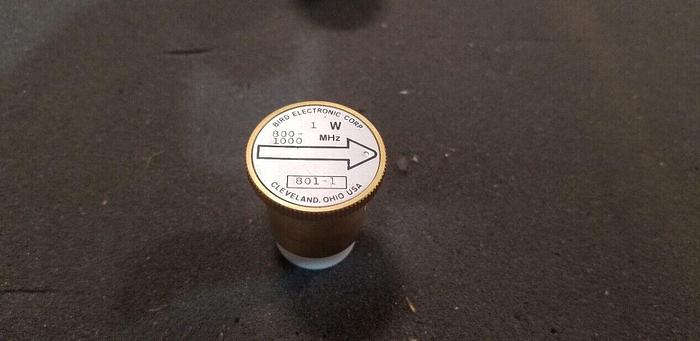 BIRD ELECTRONIC CORP
1 W
800-
1000 MHz
801-1
CLEVELAND, OHIO USA